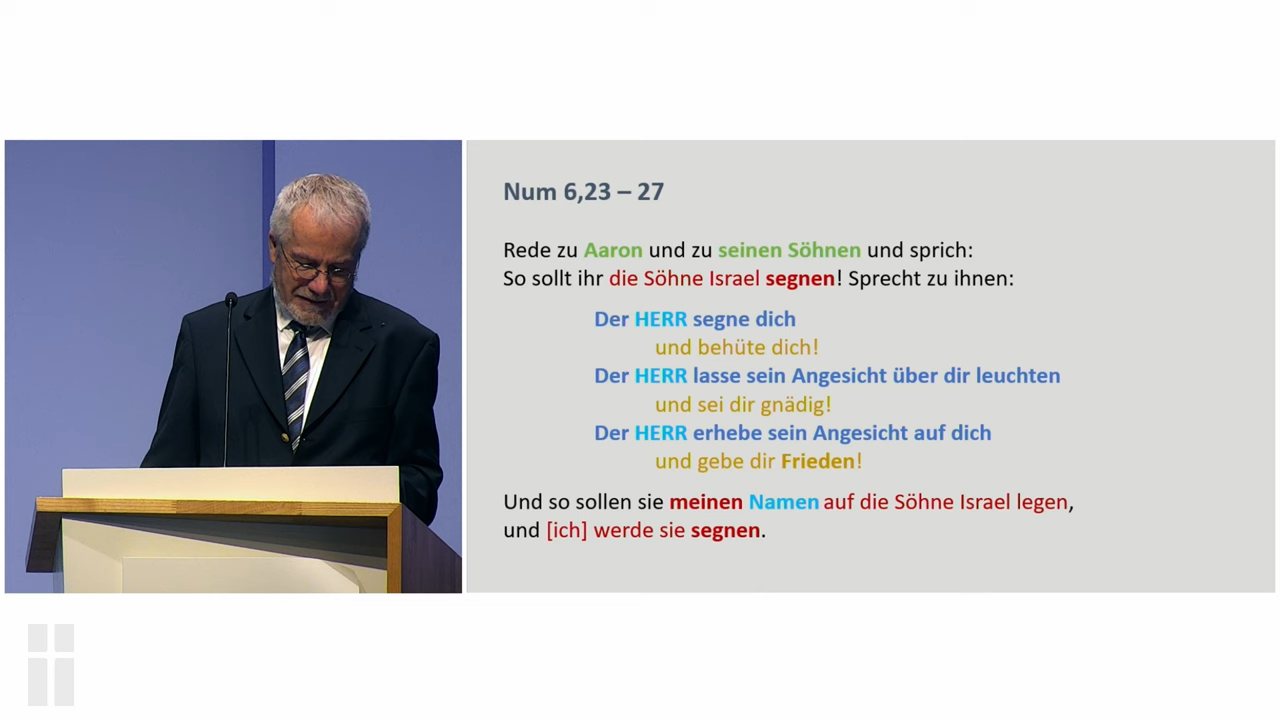 Num 6,23 – 27
Rede zu Aaron und zu seinen Söhnen und sprich:
So sollt ihr die Söhne Israel segnen! Sprecht zu ihnen:
Der HERR segne dich
und behüte dich!
Der HERR lasse sein Angesicht über dir leuchten
und sei dir gnädig!
Der HERR erhebe sein Angesicht auf dich
und gebe dir Frieden!
Und so sollen sie meinen Namen auf die Söhne Israel legen,
und [ich] werde sie segnen.